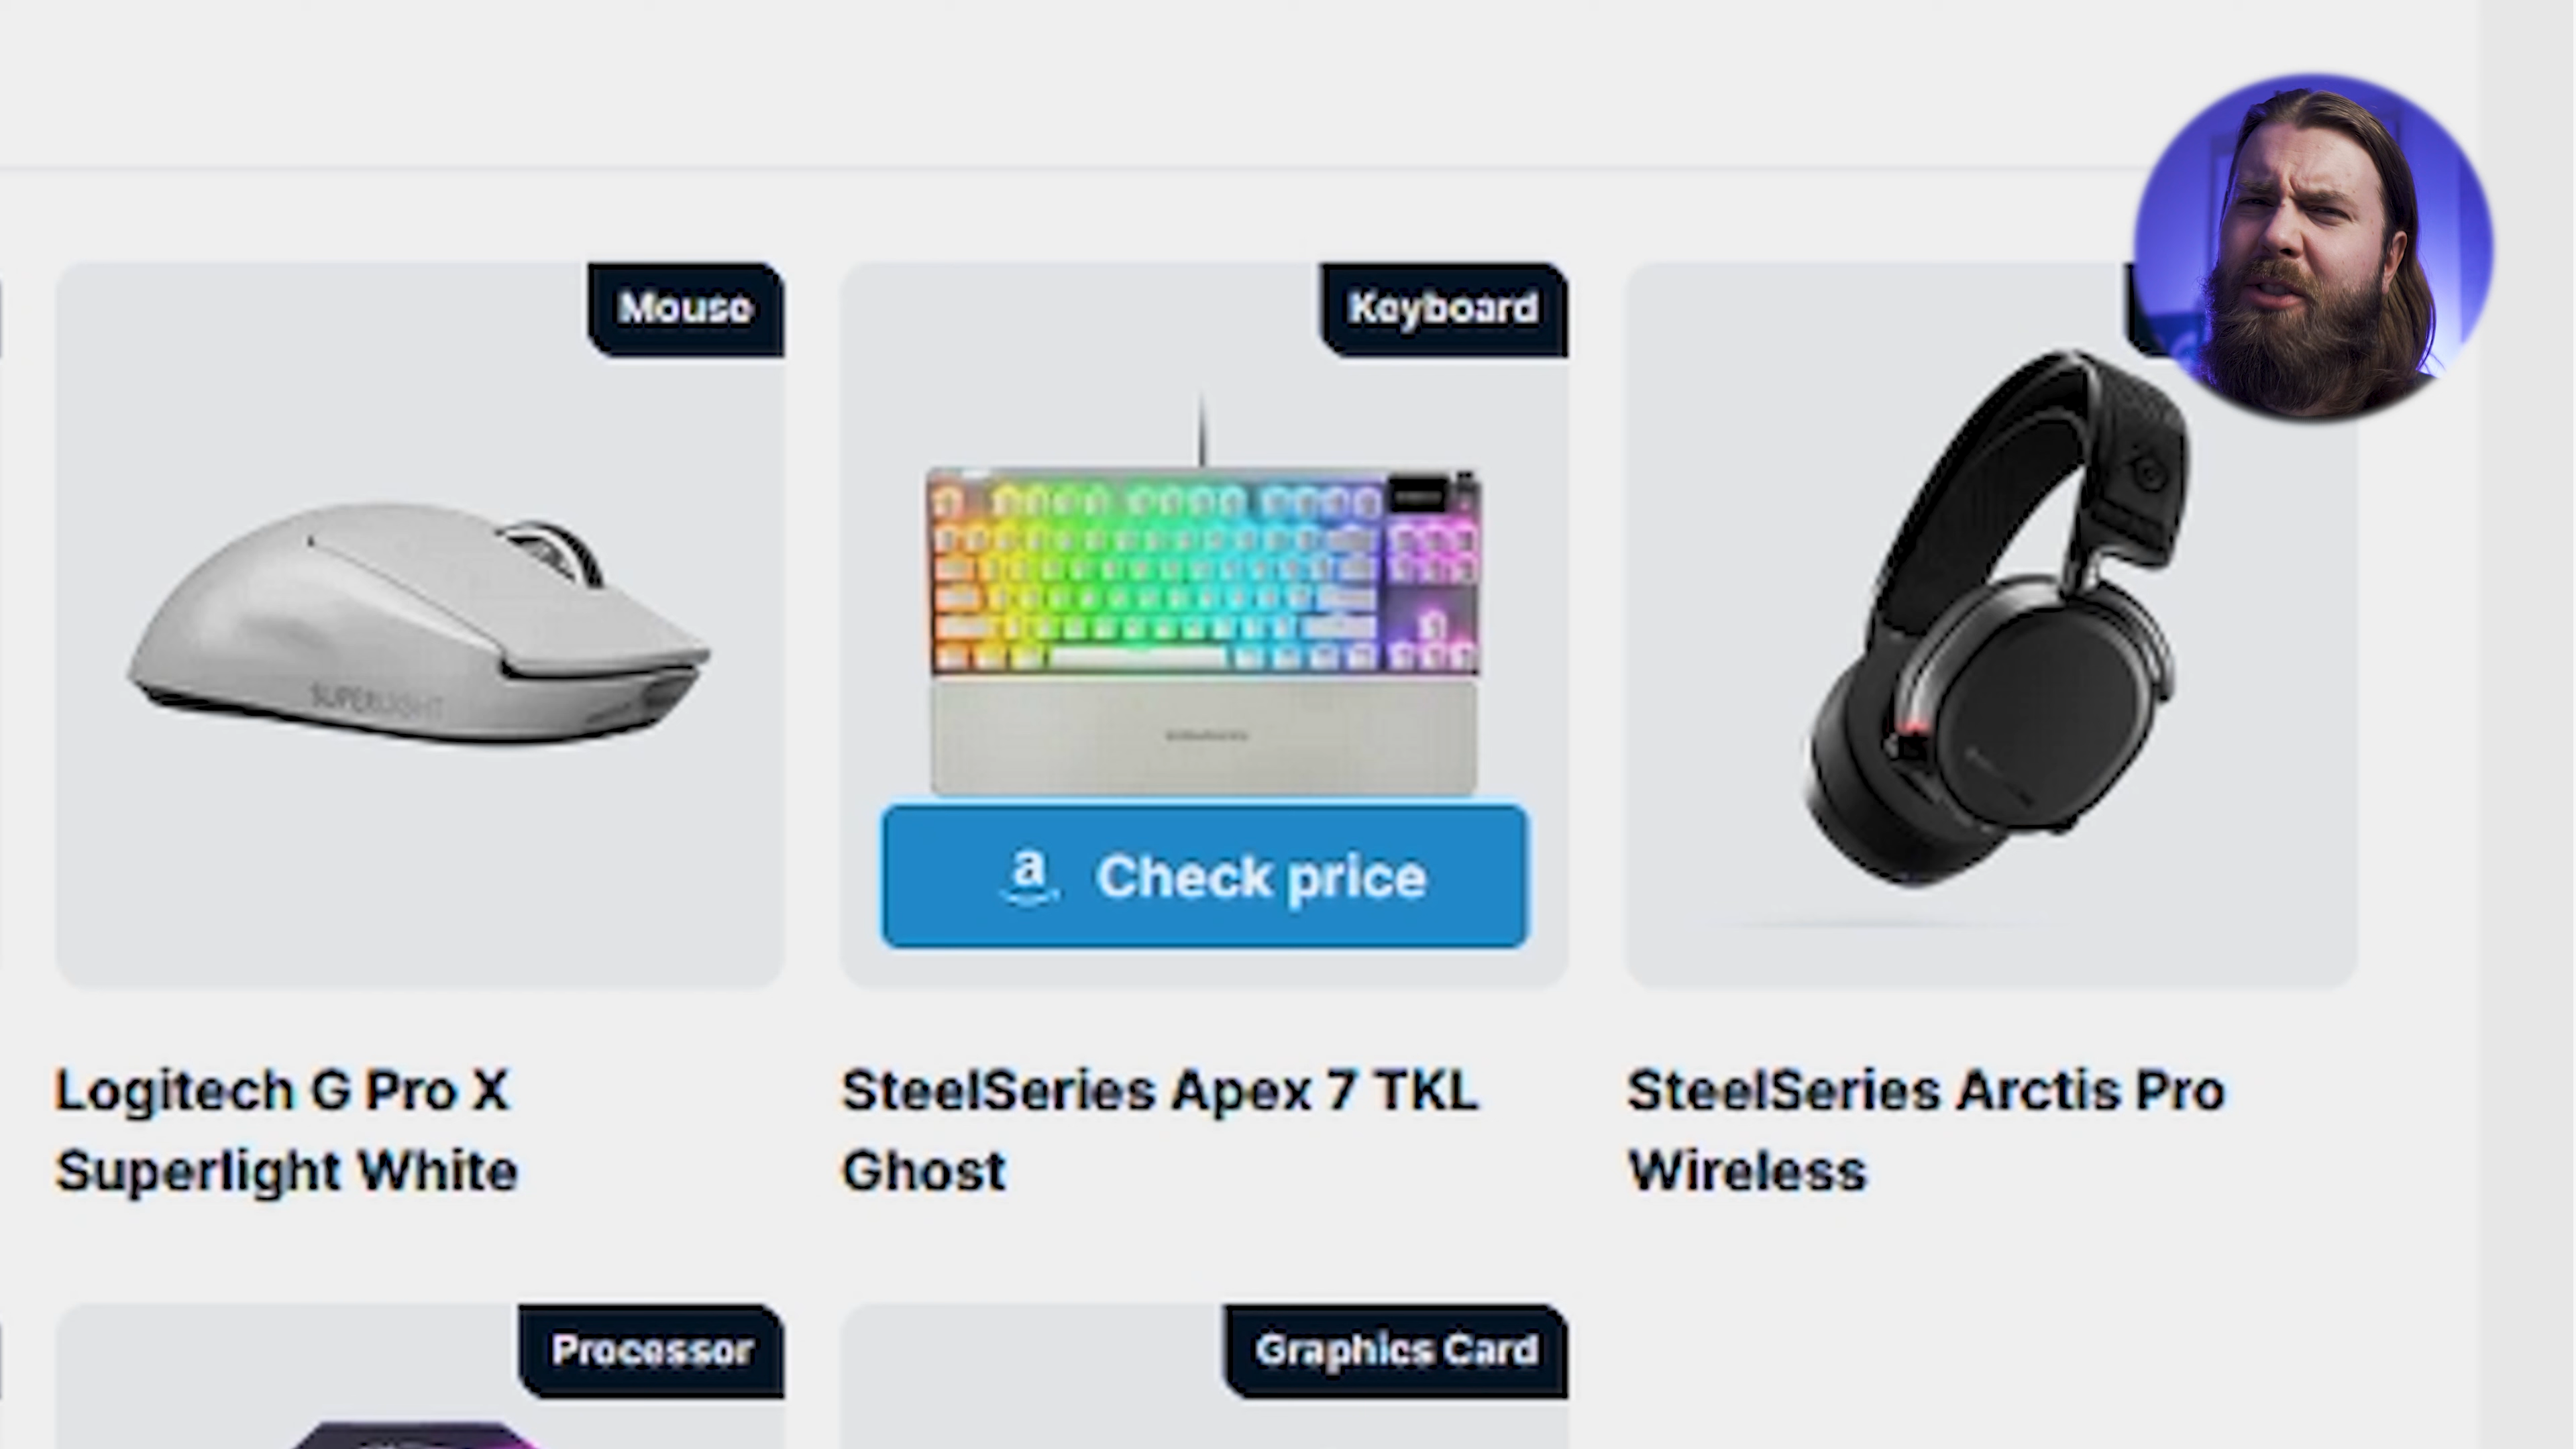 Mouse
Keyboard
SUPERLIGHT
a Check price
Logitech G Pro X
Superlight White
SteelSeries Apex 7 TKL
Ghost
SteelSeries Arctis Pro
Wireless
Processor
Graphics Card